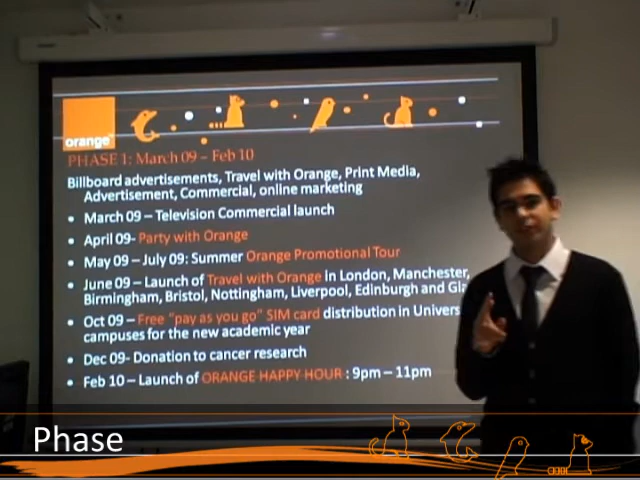 orange™
PHASE 1: March 09 – Feb 10
Billboard advertisements, Travel with Orange, Print Media,
Advertisement, Commercial, online marketing
• March 09 – Television Commercial launch
• April 09- Party with Orange
• May 09 – July 09: Summer Orange Promotional Tour
• June 09 – Launch of Travel with Orange in London, Manchester,
Birmingham, Bristol, Nottingham, Liverpool, Edinburgh and
• Oct 09 – Free "pay as you go" SIM card distribution in
campuses for the new academic year
• Dec 09- Donation to cancer research
• Feb 10 – Launch of ORANGE HAPPY HOUR : 9pm – 11pm
Phase